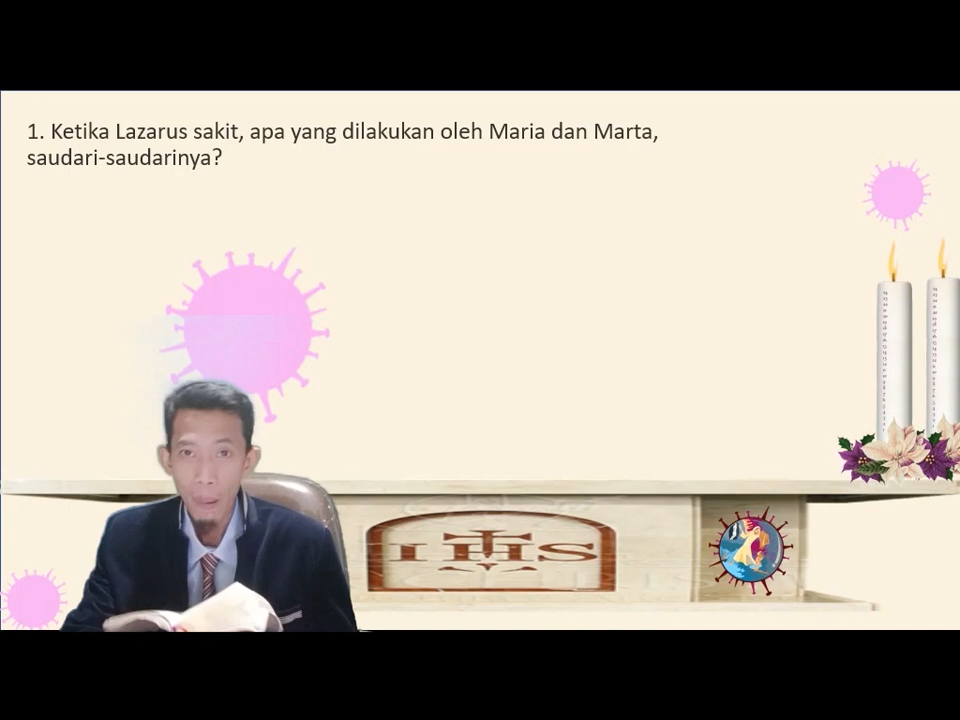 1. Ketika Lazarus sakit, apa yang dilakukan oleh Maria dan Marta,
saudari-saudarinya?
IHS